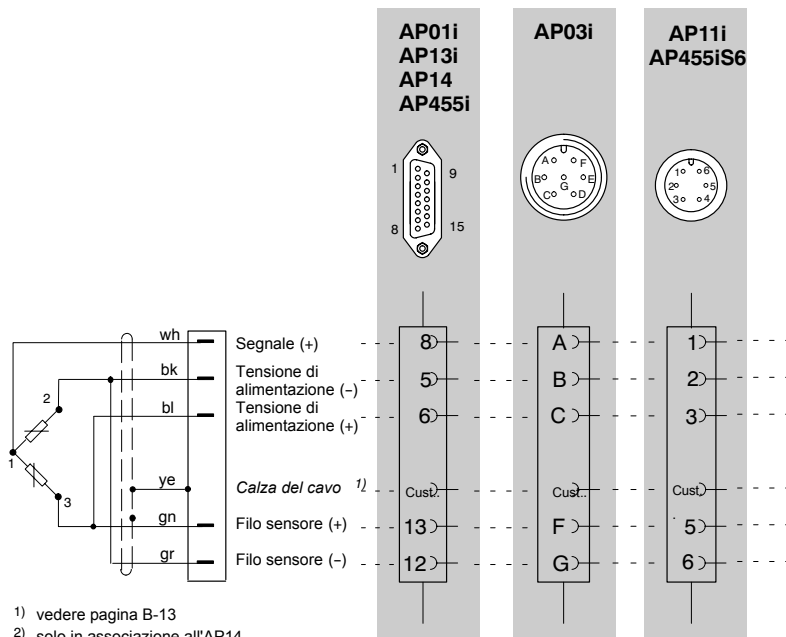 AP01i
AP13i
AP14
AP455i
AP03i
AP11i
AP455iS6
1
9
8
15
A
F
B
E
G
C
D
1
6
2
5
3
4
wh
Segnale (+)
8
A
1
bk
Tensione di
alimentazione (−)
5
B
2
bl
Tensione di
alimentazione (+)
6
C
3
2
1
3
ye
Calza del cavo 1)
Cust..
Cust..
Cust.
gn
Filo sensore (+)
13
F
5
gr
Filo sensore (−)
12
G
6
1) vedere pagina B-13
2) solo in associazione all'AP14